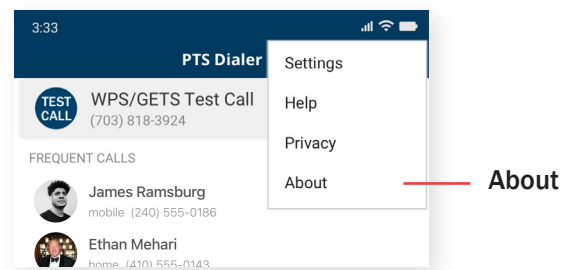 3:33
PTS Dialer
Settings
Help
Privacy
About
TEST CALL
WPS/GETS Test Call
(703) 818-3924
FREQUENT CALLS
James Ramsburg
mobile (240) 555-0186
Ethan Mehari
home (410) 555-0143
About